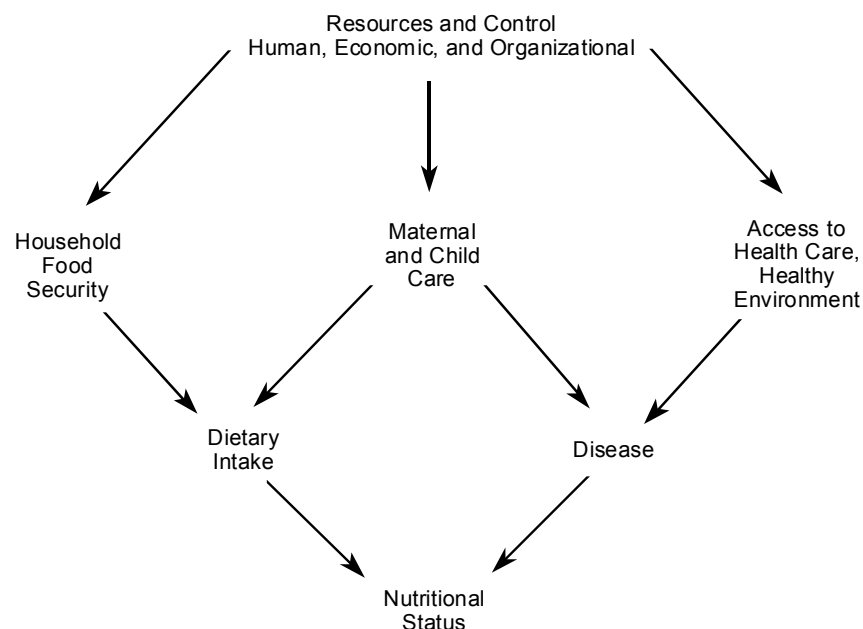 Resources and Control
Human, Economic, and Organizational
Household
Food
Security
Maternal
and Child
Care
Access to
Health Care,
Healthy
Environment
Dietary
Intake
Disease
Nutritional
Status